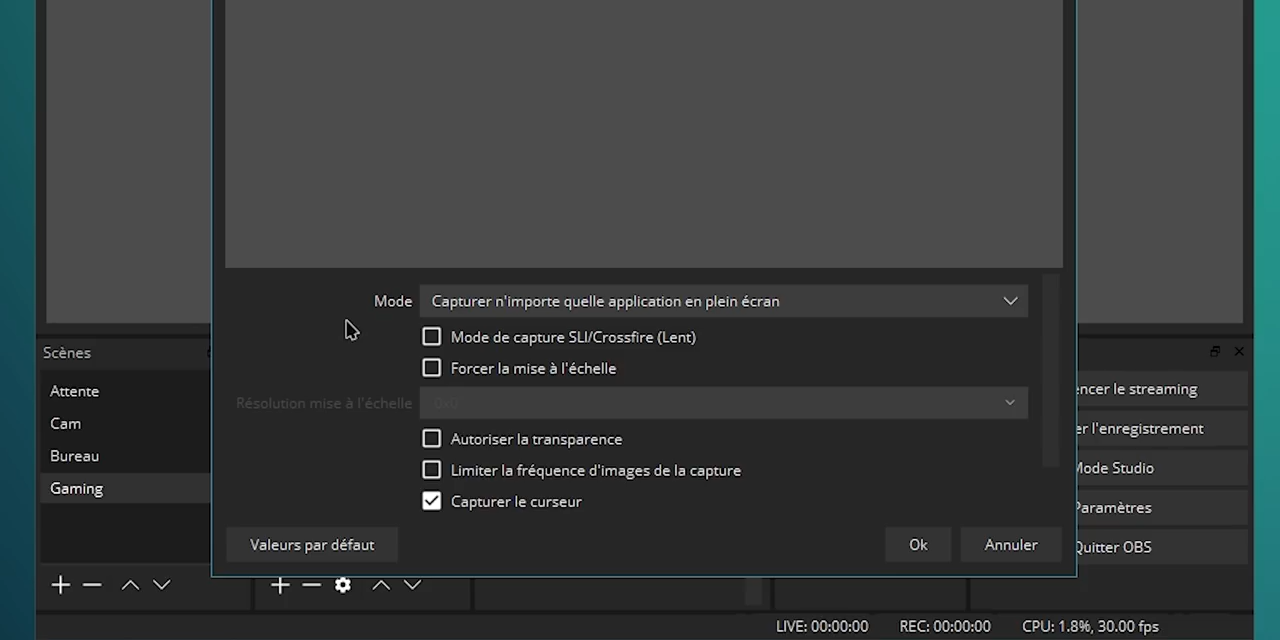 Mode
Capturer n'importe quelle application en plein écran
Mode de capture SLI/Crossfire (Lent)
Forcer la mise à l'échelle
Résolution mise à l'échelle
0x0
Autoriser la transparence
Limiter la fréquence d'images de la capture
Capturer le curseur
Valeurs par défaut
Ok
Annuler
Scènes
Attente
Cam
Bureau
Gaming
le streaming
l'enregistrement
Mode Studio
Paramètres
Quitter OBS
LIVE: 00:00:00
REC: 00:00:00
CPU: 1.8%, 30.00 fps